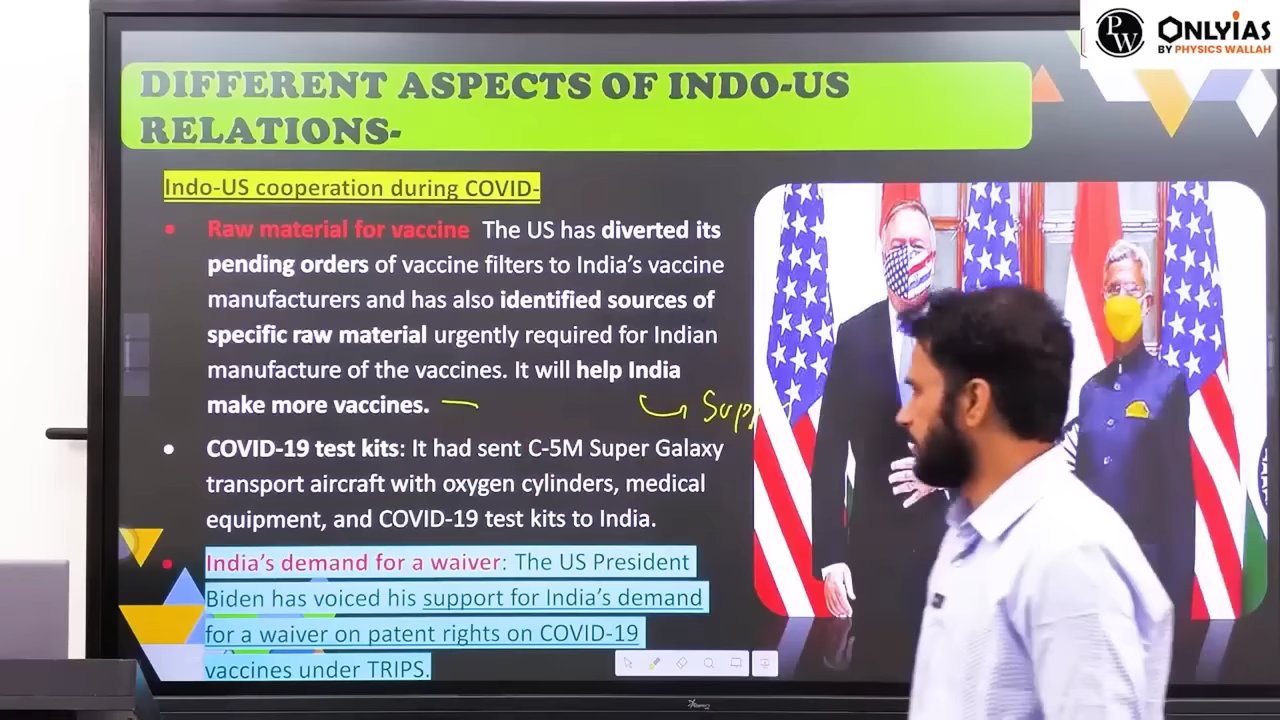 PW
ONLYIAS
BY PHYSICS WALLAH
DIFFERENT ASPECTS OF INDO-US
RELATIONS-
Indo-US cooperation during COVID-
• Raw material for vaccine The US has diverted its
pending orders of vaccine filters to India’s vaccine
manufacturers and has also identified sources of
specific raw material urgently required for Indian
manufacture of the vaccines. It will help India
make more vaccines.
• COVID-19 test kits: It had sent C-5M Super Galaxy
transport aircraft with oxygen cylinders, medical
equipment, and COVID-19 test kits to India.
• India’s demand for a waiver: The US President
Biden has voiced his support for India’s demand
for a waiver on patent rights on COVID-19
vaccines under TRIPS.